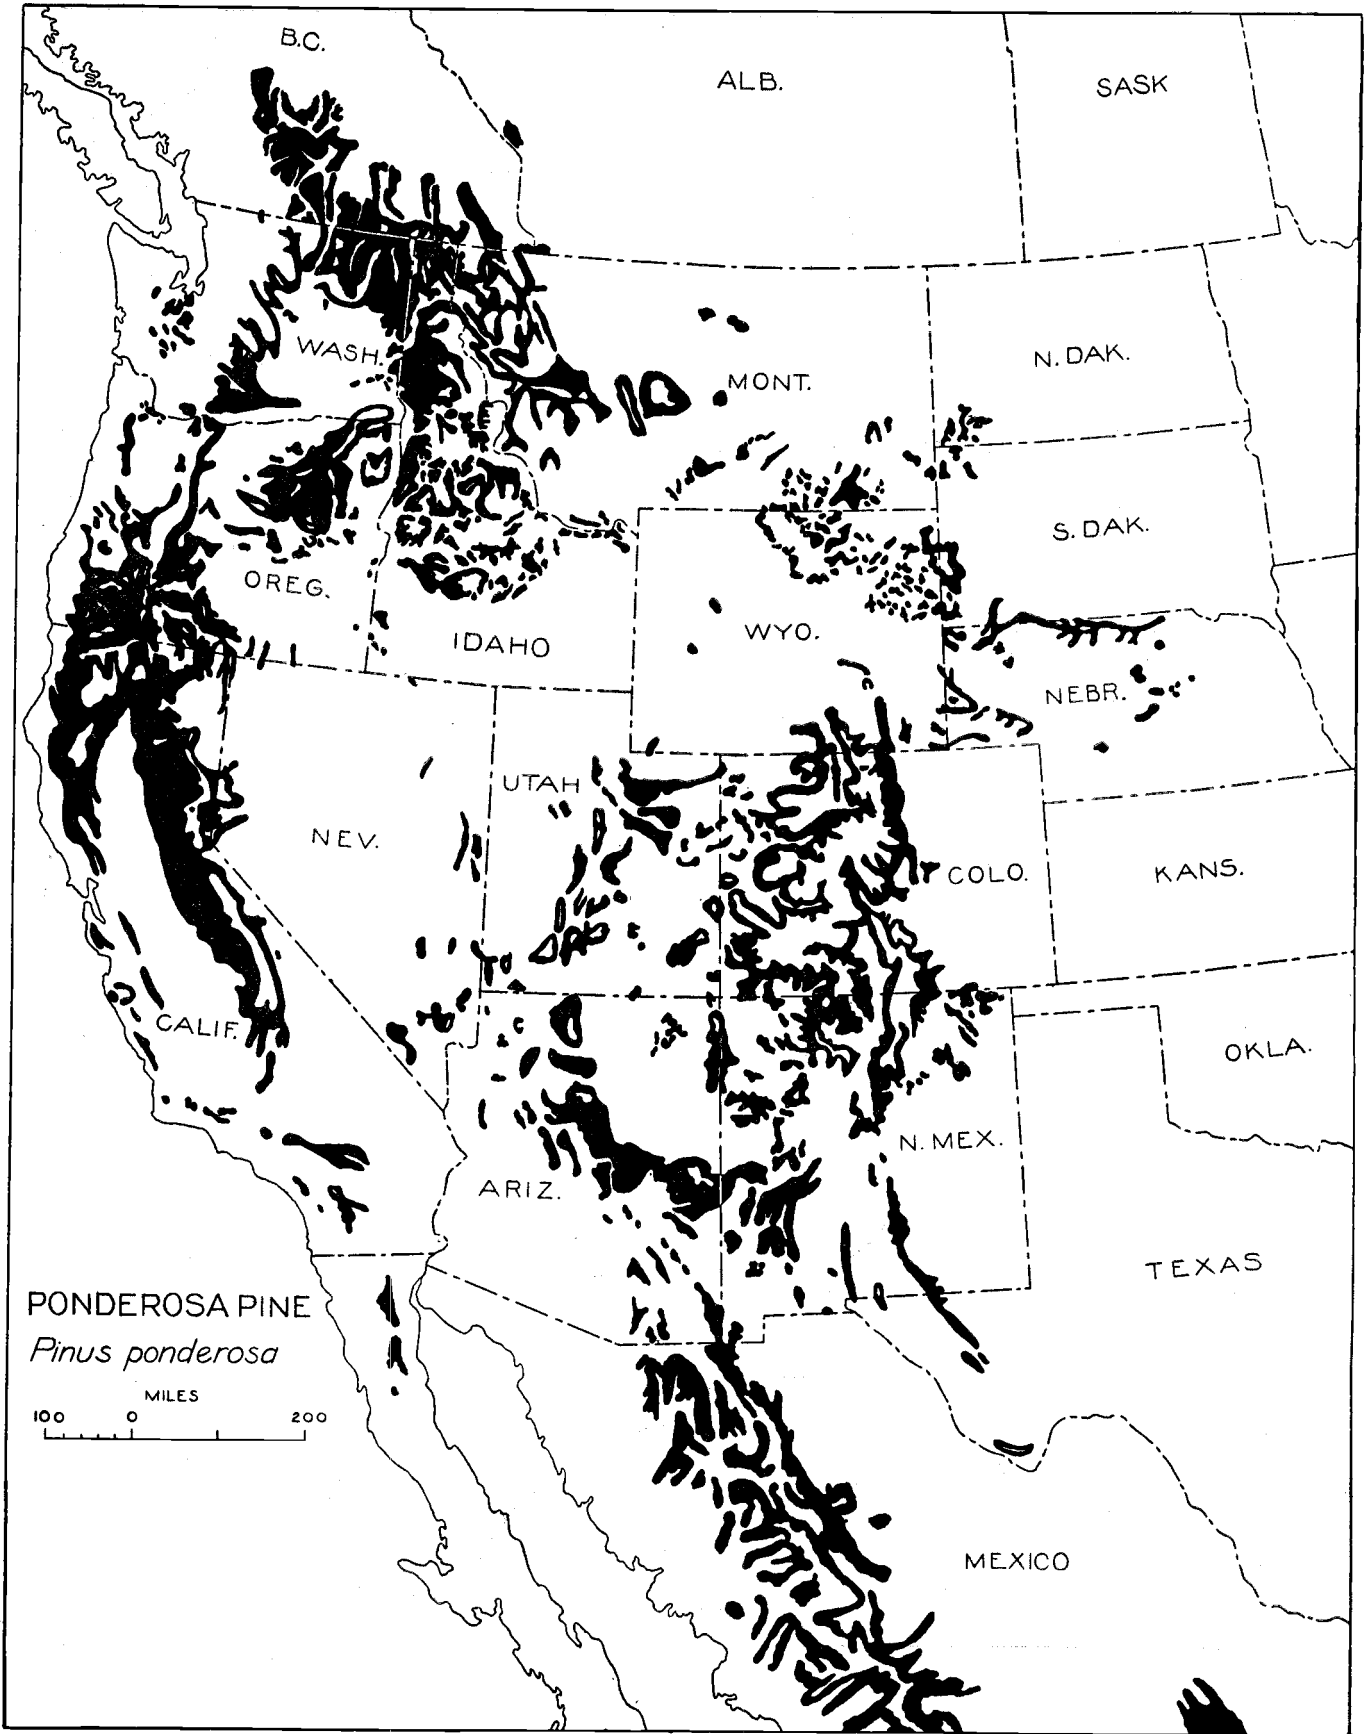 B.C.
ALB.
SASK
WASH.
MONT.
N. DAK.
OREG.
IDAHO
WYO.
S. DAK.
NEBR.
NEV.
UTAH
COLO.
KANS.
CALIF.
ARIZ.
N. MEX.
OKLA.
TEXAS
PONDEROSA PINE
Pinus ponderosa
MILES
100 0 200
MEXICO